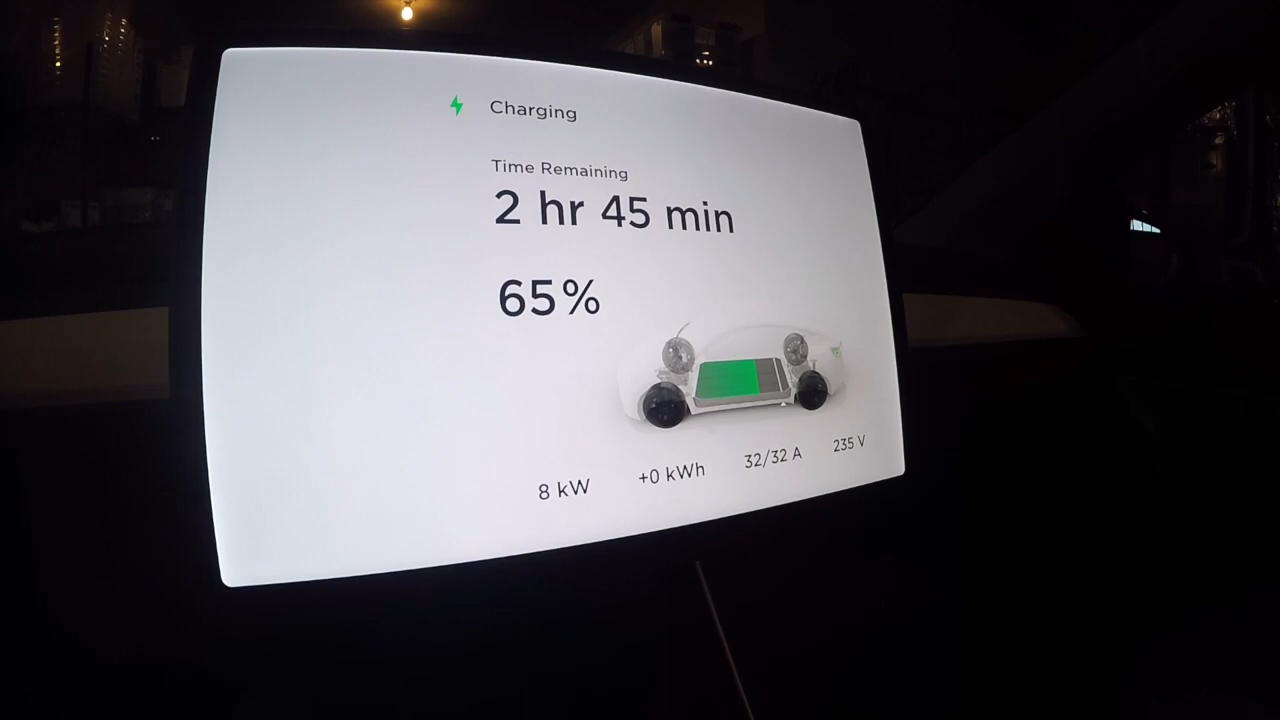 Charging
Time Remaining
2 hr 45 min
65%
8 kW +0 kWh 32/32 A 235 V